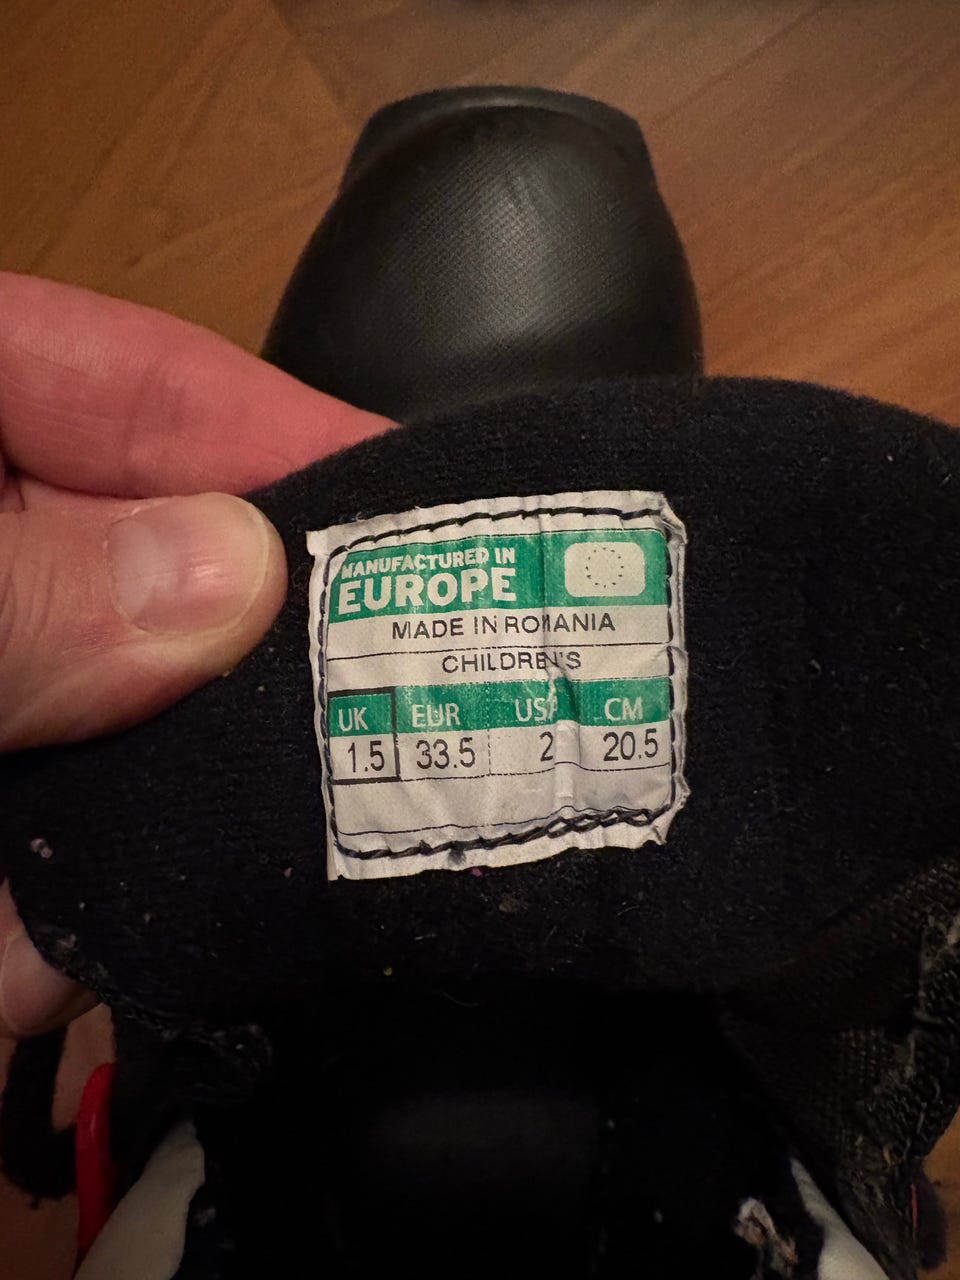 MANUFACTURED IN
EUROPE
MADE IN ROMANIA
CHILDREN'S
UK EUR USA CM
1.5 33.5 2 20.5